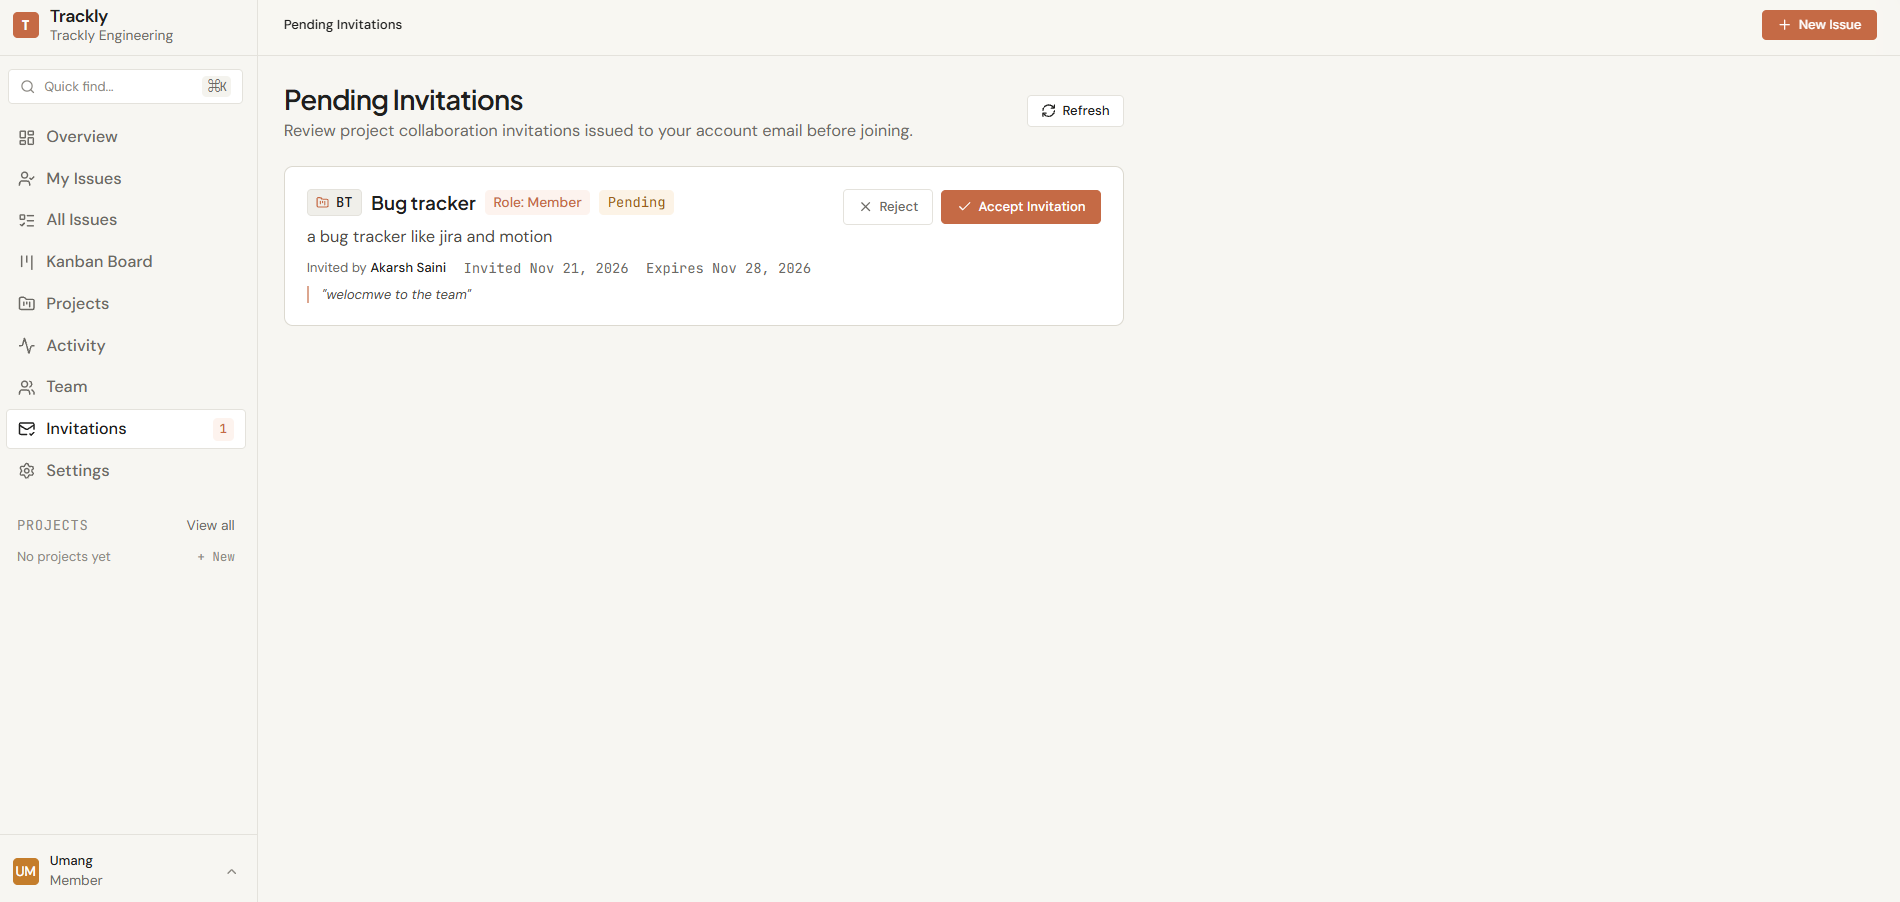 T
Trackly
Trackly Engineering
Quick find...
⌘K
Overview
My Issues
All Issues
Kanban Board
Projects
Activity
Team
Invitations 1
Settings
PROJECTS View all
No projects yet + New
UM
Umang
Member
Pending Invitations
+ New Issue
Pending Invitations
Review project collaboration invitations issued to your account email before joining.
Refresh
BT Bug tracker Role: Member Pending
Reject
Accept Invitation
a bug tracker like jira and motion
Invited by Akarsh Saini Invited Nov 21, 2026 Expires Nov 28, 2026
"welocmwe to the team"